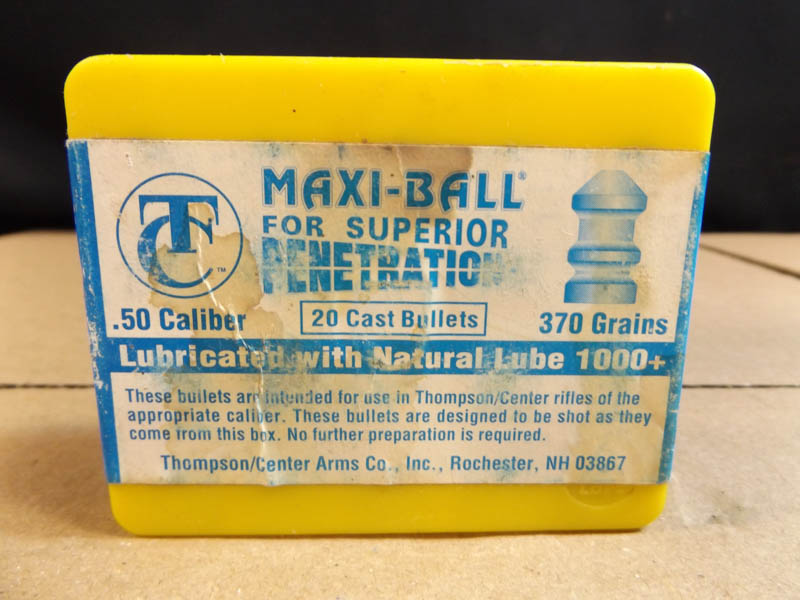 TC
™
MAXI-BALL®
FOR SUPERIOR
PENETRATION
.50 Caliber
20 Cast Bullets
370 Grains
Lubricated with Natural Lube 1000+
These bullets are intended for use in Thompson/Center rifles of the
appropriate caliber. These bullets are designed to be shot as they
come from this box. No further preparation is required.
Thompson/Center Arms Co., Inc., Rochester, NH 03867